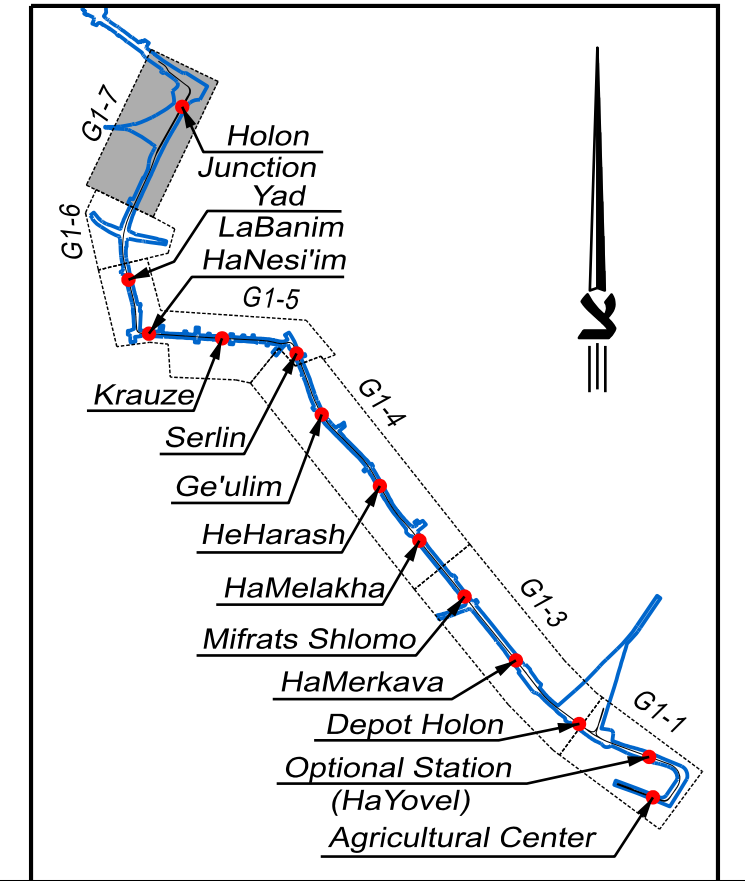 G1-7
Holon
Junction
Yad
LaBanim
G1-6
HaNesi'im
G1-5
Krauze
G1-4
Serlin
Ge'ulim
HeHarash
HaMelakha
G1-3
Mifrats Shlomo
HaMerkava
G1-1
Depot Holon
Optional Station
(HaYovel)
Agricultural Center